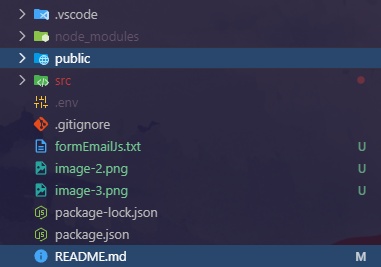 .vscode
node_modules
public
src
.env
.gitignore
formEmailJs.txt U
image-2.png U
image-3.png U
package-lock.json
package.json
README.md M